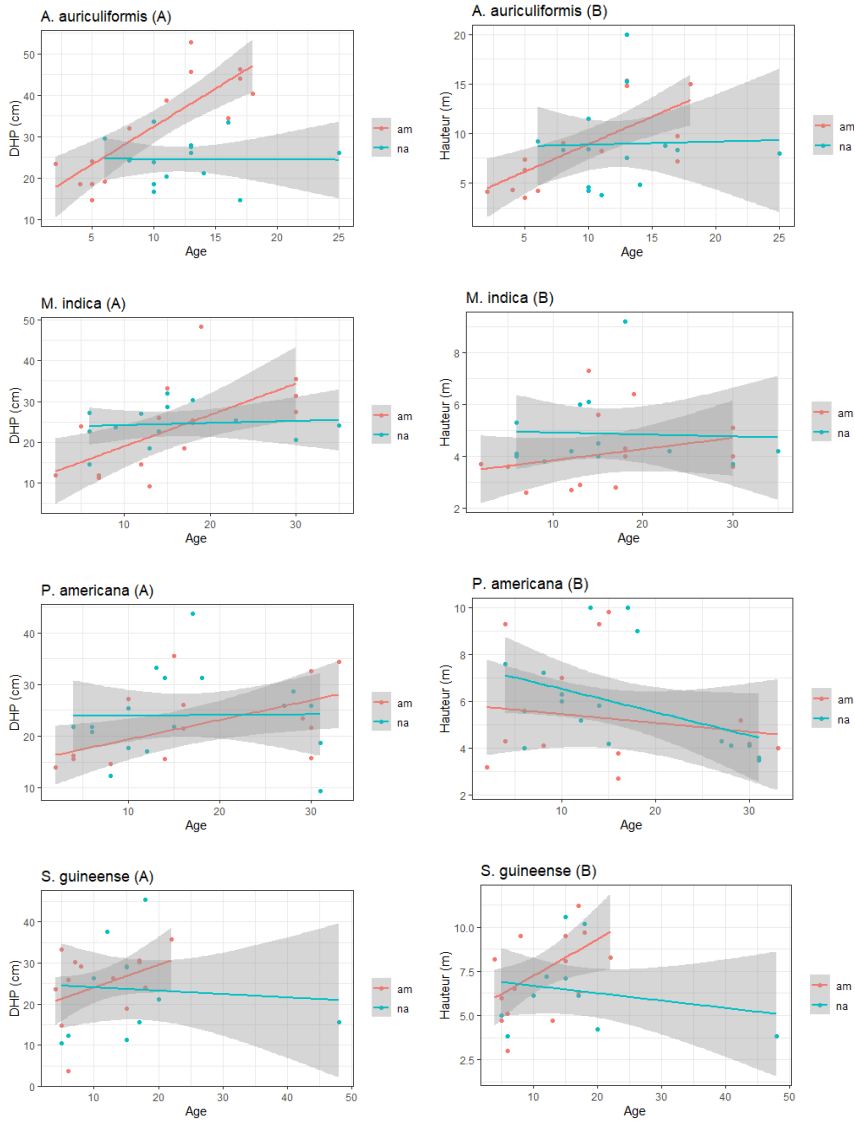 A. auriculiformis (A)
50
40
30
20
10
DHP (cm)
5
10
15
20
25
Age
am
na
A. auriculiformis (B)
20
15
10
5
Hauteur (m)
5
10
15
20
25
Age
am
na
M. indica (A)
50
40
30
20
10
DHP (cm)
10
20
30
Age
am
na
M. indica (B)
8
6
4
2
Hauteur (m)
10
20
30
Age
am
na
P. americana (A)
40
30
20
10
DHP (cm)
10
20
30
Age
am
na
P. americana (B)
10
8
6
4
2
Hauteur (m)
10
20
30
Age
am
na
S. guineense (A)
40
30
20
10
0
DHP (cm)
10
20
30
40
50
Age
am
na
S. guineense (B)
10.0
7.5
5.0
2.5
Hauteur (m)
10
20
30
40
50
Age
am
na